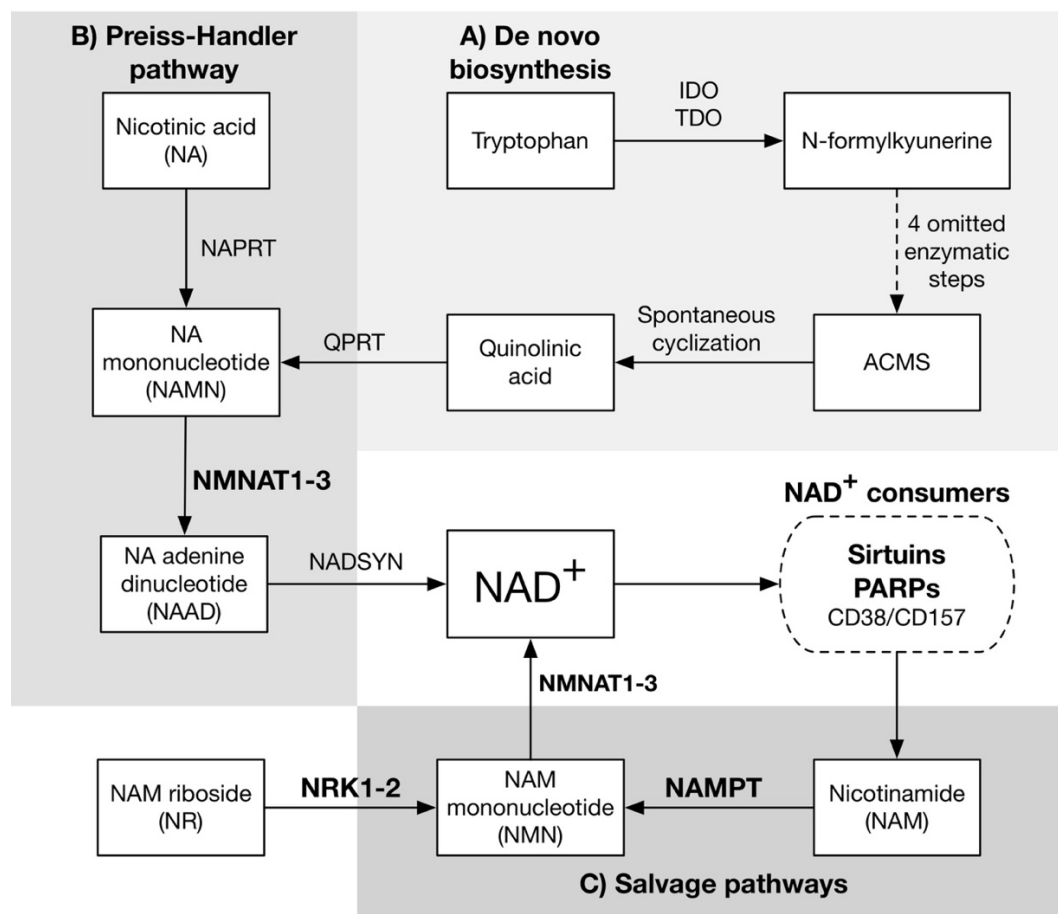 B) Preiss-Handler
pathway
A) De novo
biosynthesis
Nicotinic acid
(NA)
Tryptophan
IDO
TDO
N-formylkyunerine
NAPRT
4 omitted
enzymatic
steps
NA
mononucleotide
(NAMN)
QPRT
Quinolinic
acid
Spontaneous
cyclization
ACMS
NMNAT1-3
NAD+ consumers
NA adenine
dinucleotide
(NAAD)
NADSYN
NAD+
Sirtuins
PARPs
CD38/CD157
NMNAT1-3
NAM riboside
(NR)
NRK1-2
NAM
mononucleotide
(NMN)
NAMPT
Nicotinamide
(NAM)
C) Salvage pathways